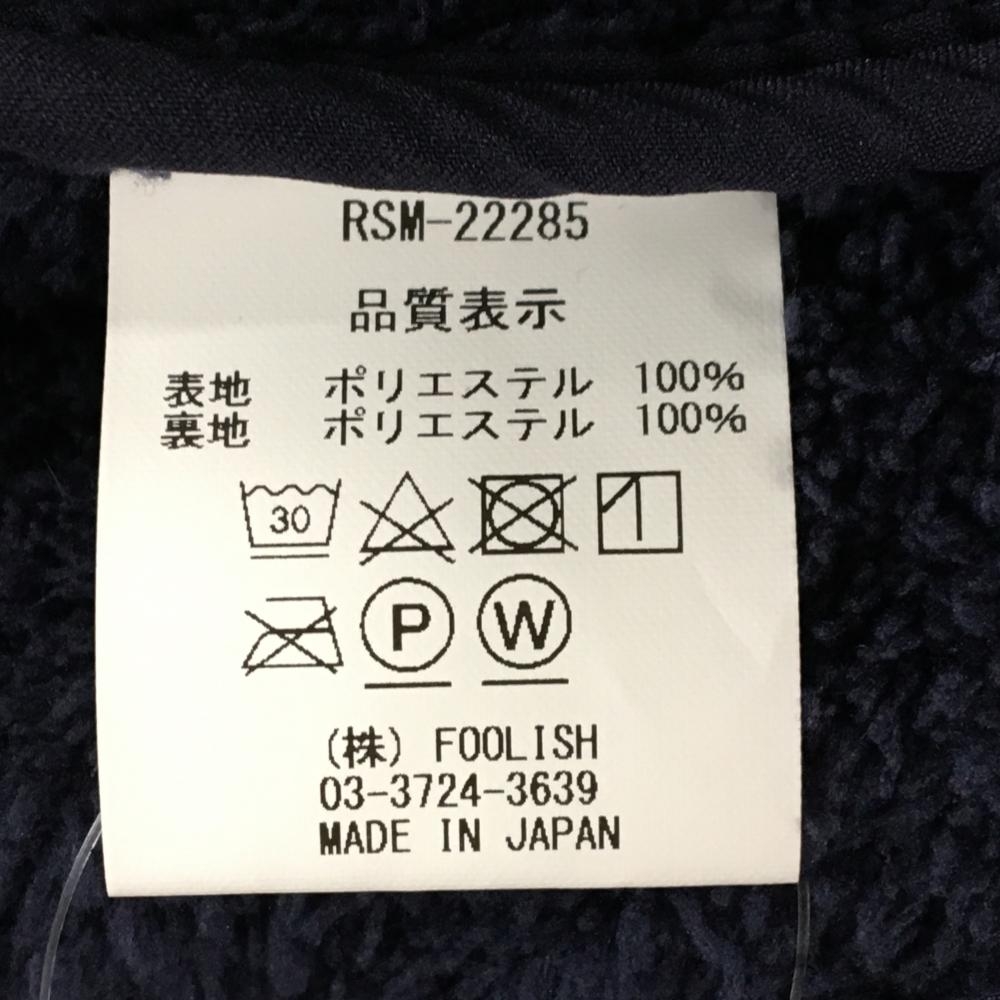 RSM-22285
品質表示
表地 ポリエステル 100%
裏地 ポリエステル 100%
30
P W
(株) FOOLISH
03-3724-3639
MADE IN JAPAN